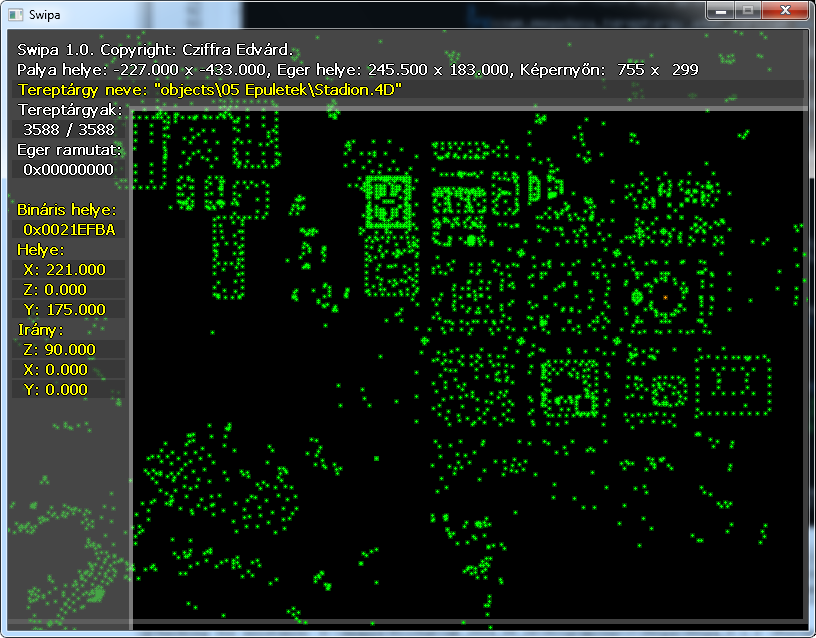 Swipa
Swipa 1.0. Copyright: Cziffra Edvárd.
Palya helye: -227.000 x -433.000, Eger helye: 245.500 x 183.000, Képernyőn: 755 x 299
Tereptárgy neve: "objects\05 Epuletek\Stadion.4D"
Tereptárgyak:
3588 / 3588
Eger ramutat:
0x00000000
Bináris helye:
0x0021EFBA
Helye:
X: 221.000
Z: 0.000
Y: 175.000
Irány:
Z: 90.000
X: 0.000
Y: 0.000